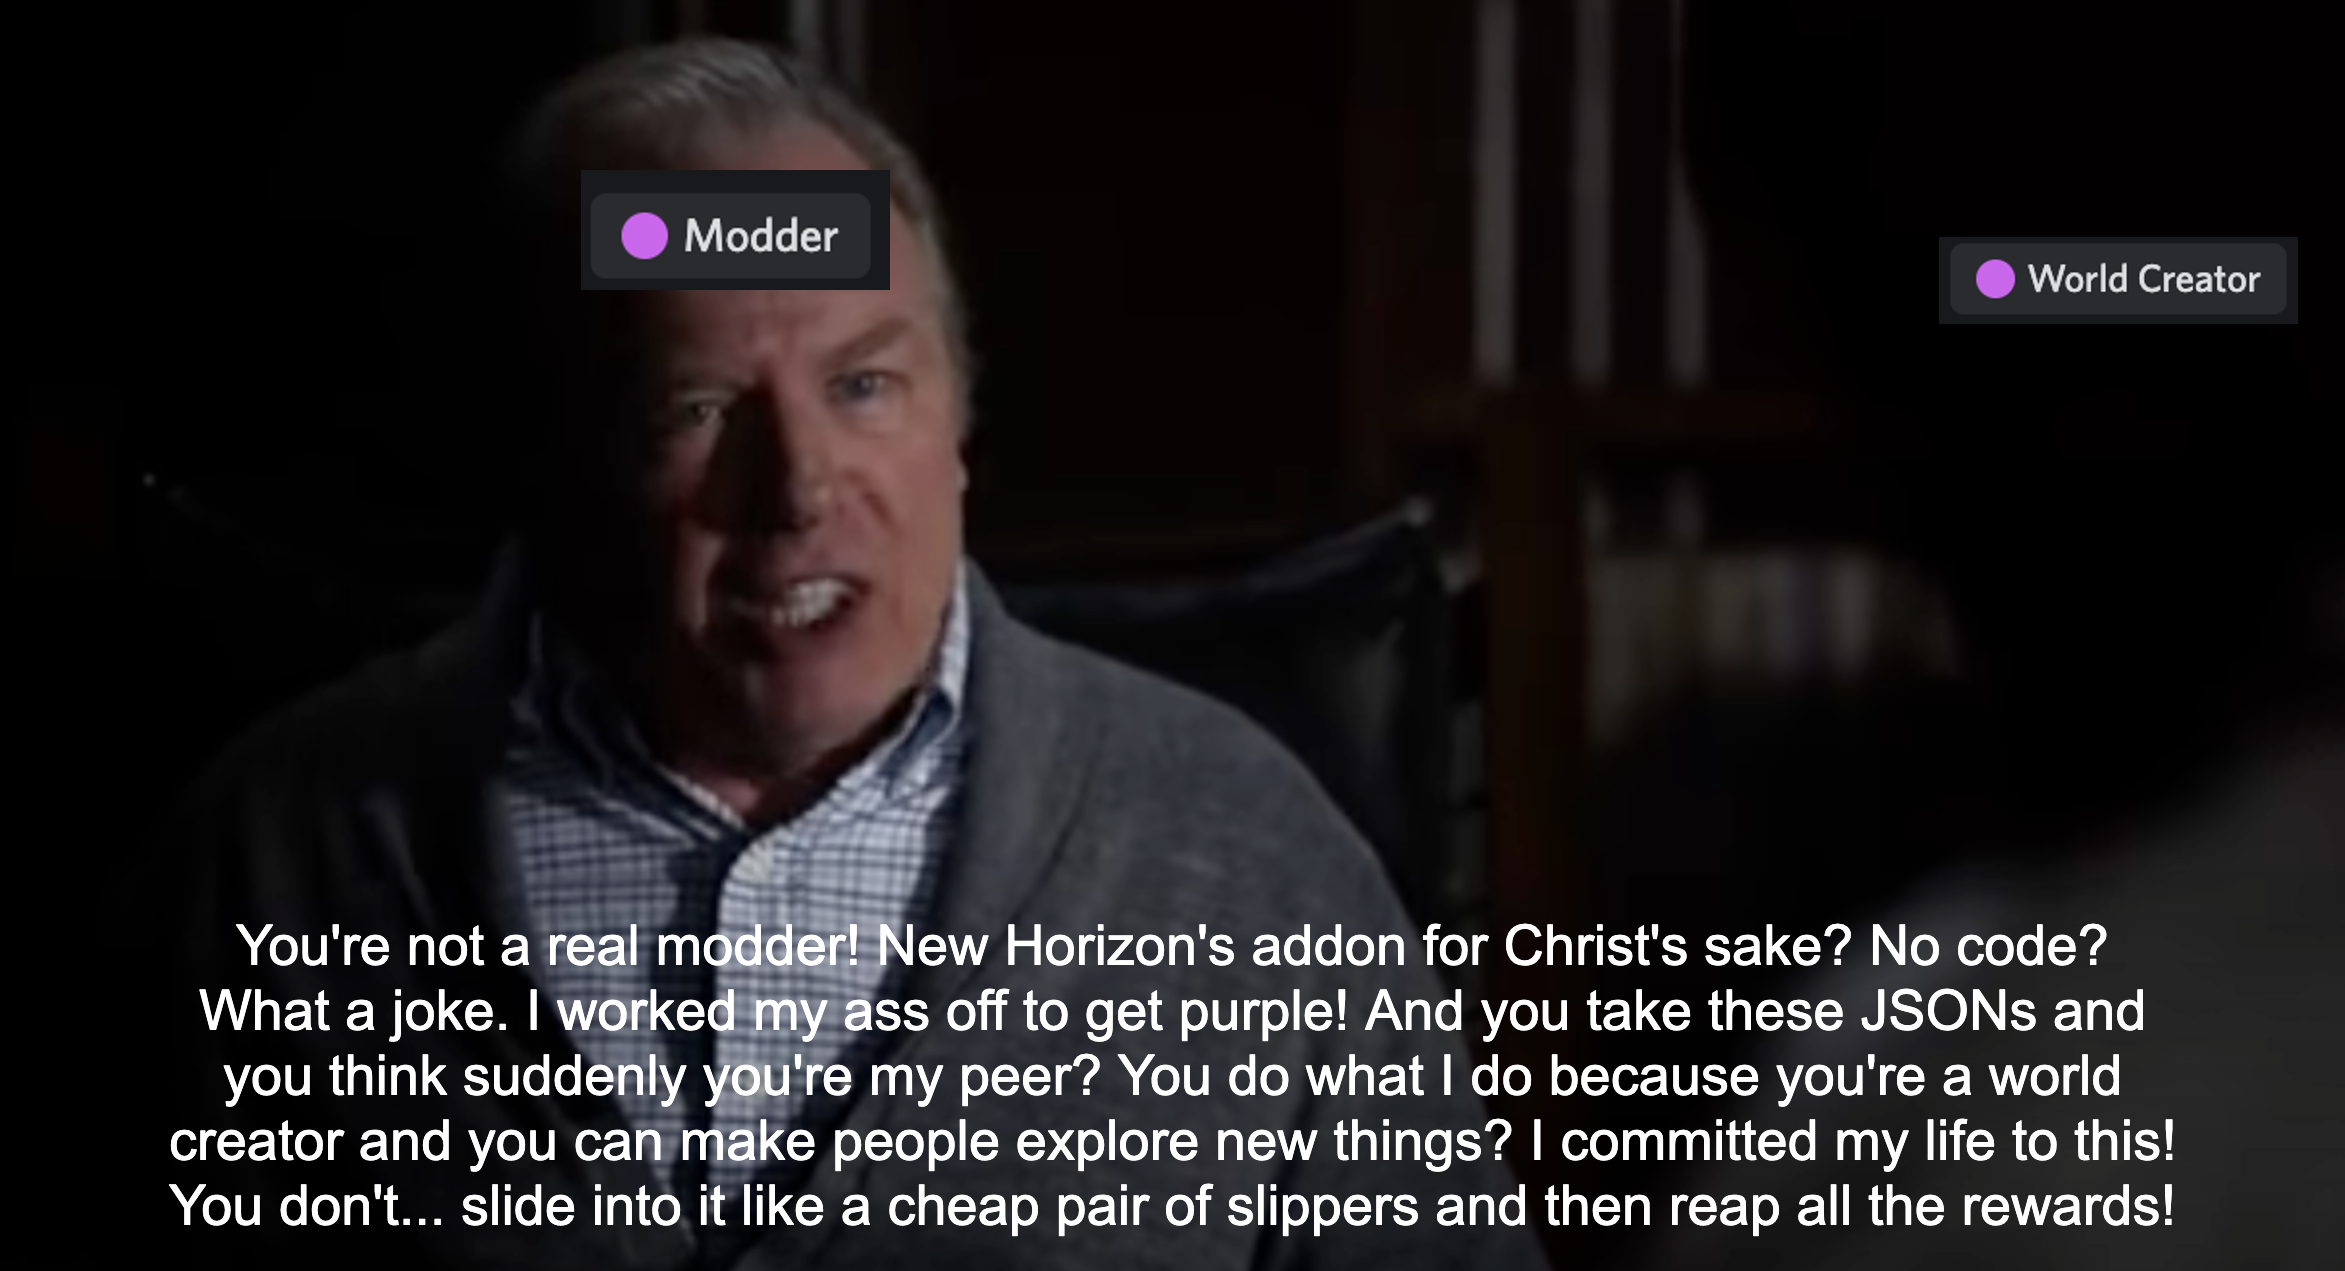 Modder
World Creator
You're not a real modder! New Horizon's addon for Christ's sake? No code?
What a joke. I worked my ass off to get purple! And you take these JSONs and
you think suddenly you're my peer? You do what I do because you're a world
creator and you can make people explore new things? I committed my life to this!
You don't... slide into it like a cheap pair of slippers and then reap all the rewards!